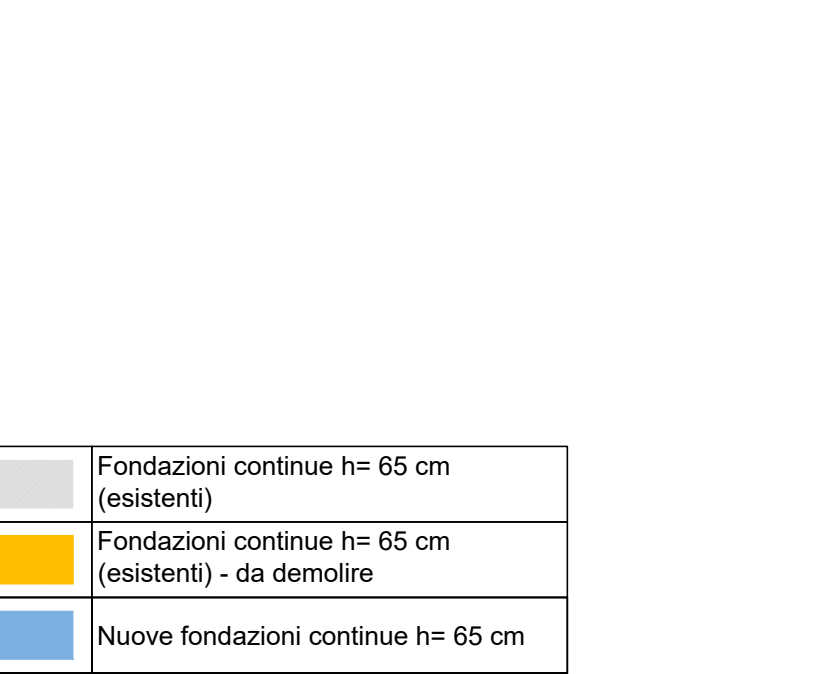 Fondazioni continue h= 65 cm
(esistenti)
Fondazioni continue h= 65 cm
(esistenti) - da demolire
Nuove fondazioni continue h= 65 cm